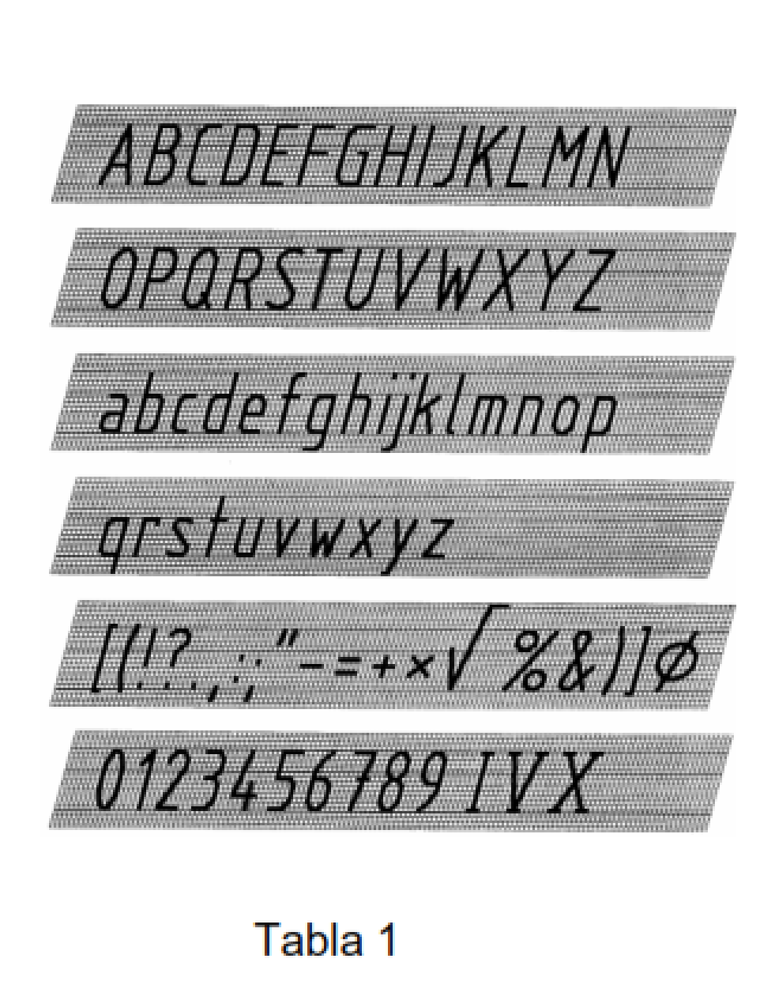 ABCDEFGHIJKLMN
OPQRSTUVWXYZ
abcdefghijklmnop
qrstuvwxyz
[(!?.,:;"-=+×√%&)]Ø
0123456789 IVX
Tabla 1